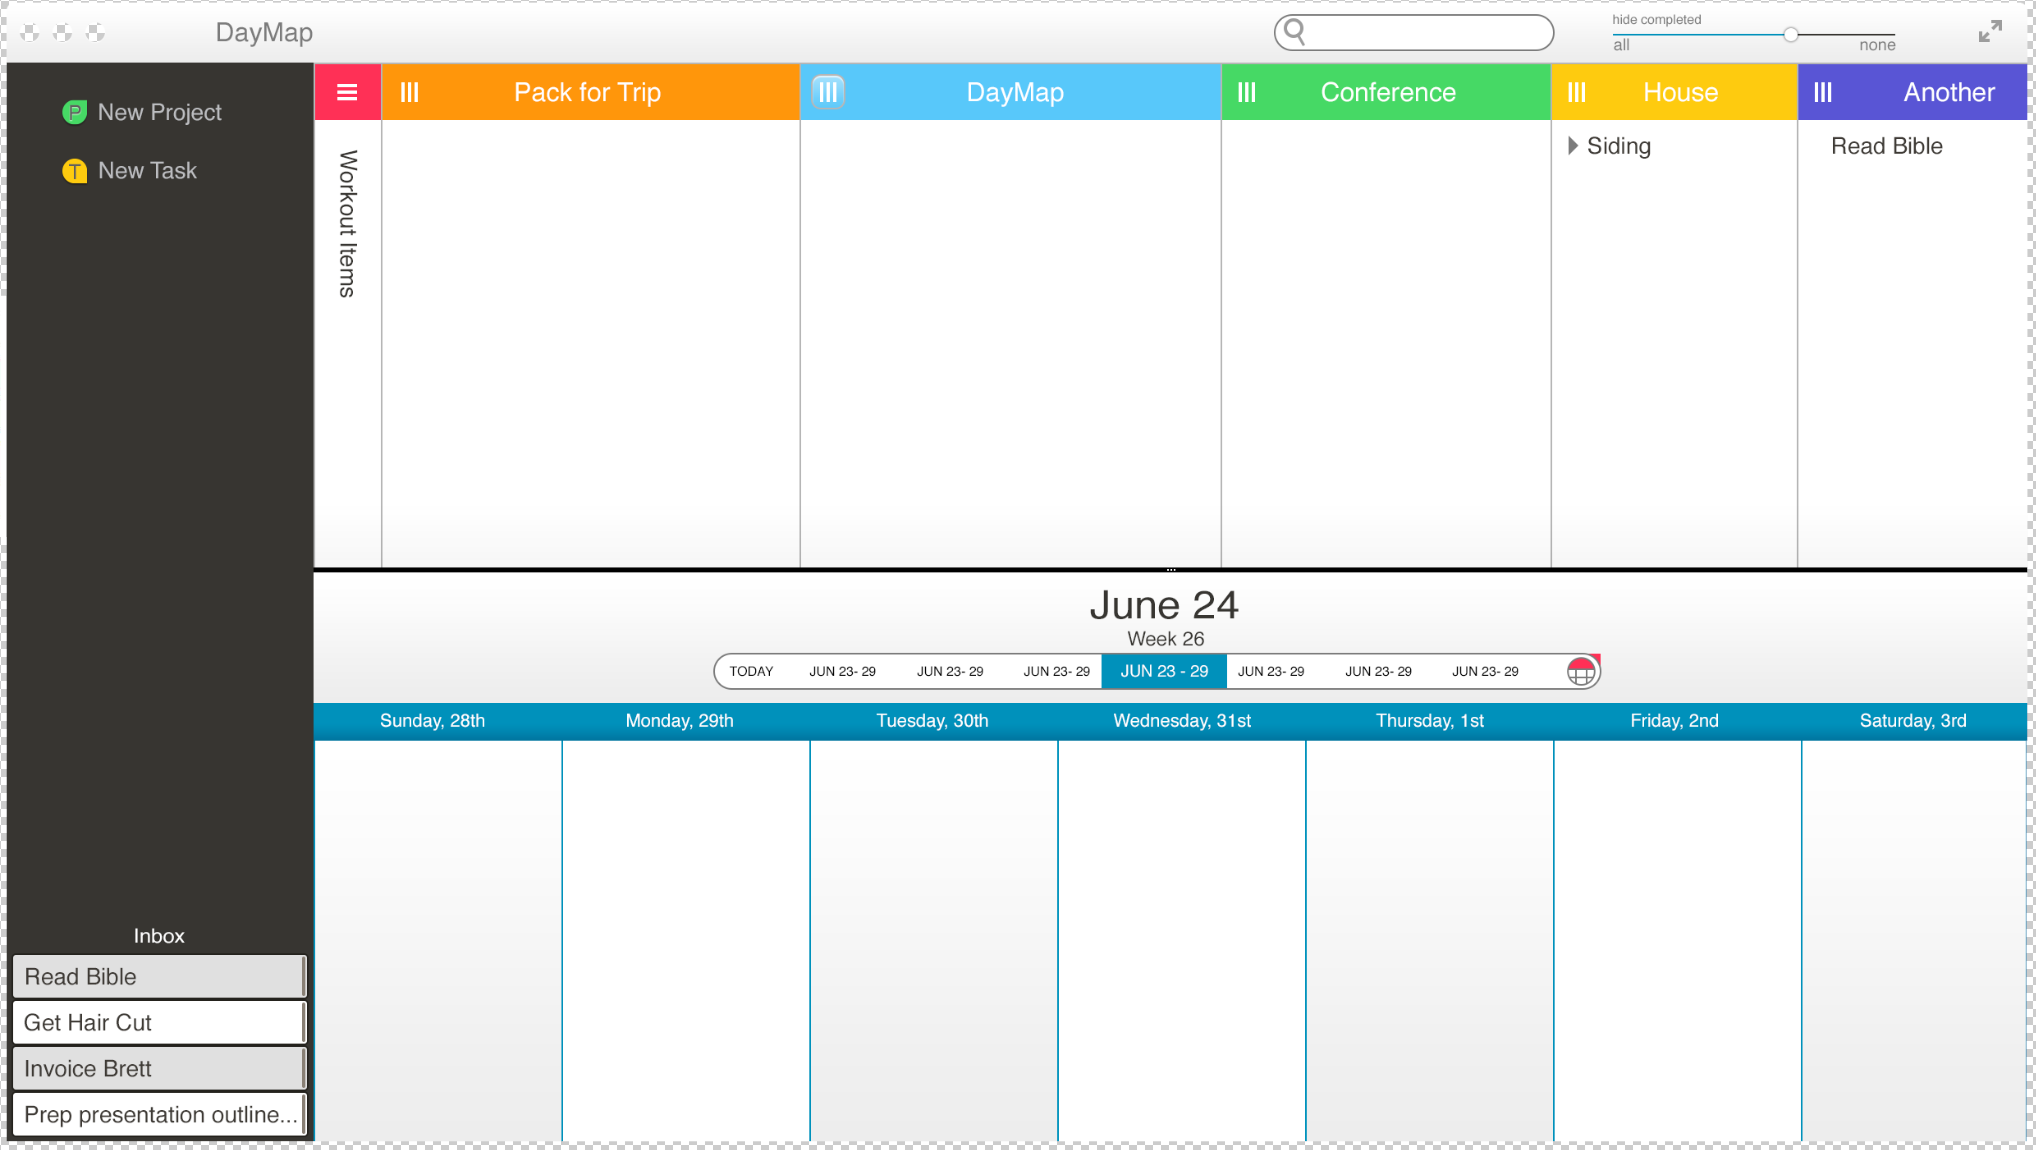 DayMap
hide completed
all none
New Project
New Task
Pack for Trip
DayMap
Conference
House
Another
Workout Items
Siding
Read Bible
June 24
Week 26
TODAY JUN 23- 29 JUN 23- 29 JUN 23- 29 JUN 23 - 29 JUN 23- 29 JUN 23- 29 JUN 23- 29
Sunday, 28th Monday, 29th Tuesday, 30th Wednesday, 31st Thursday, 1st Friday, 2nd Saturday, 3rd
Inbox
Read Bible
Get Hair Cut
Invoice Brett
Prep presentation outline...